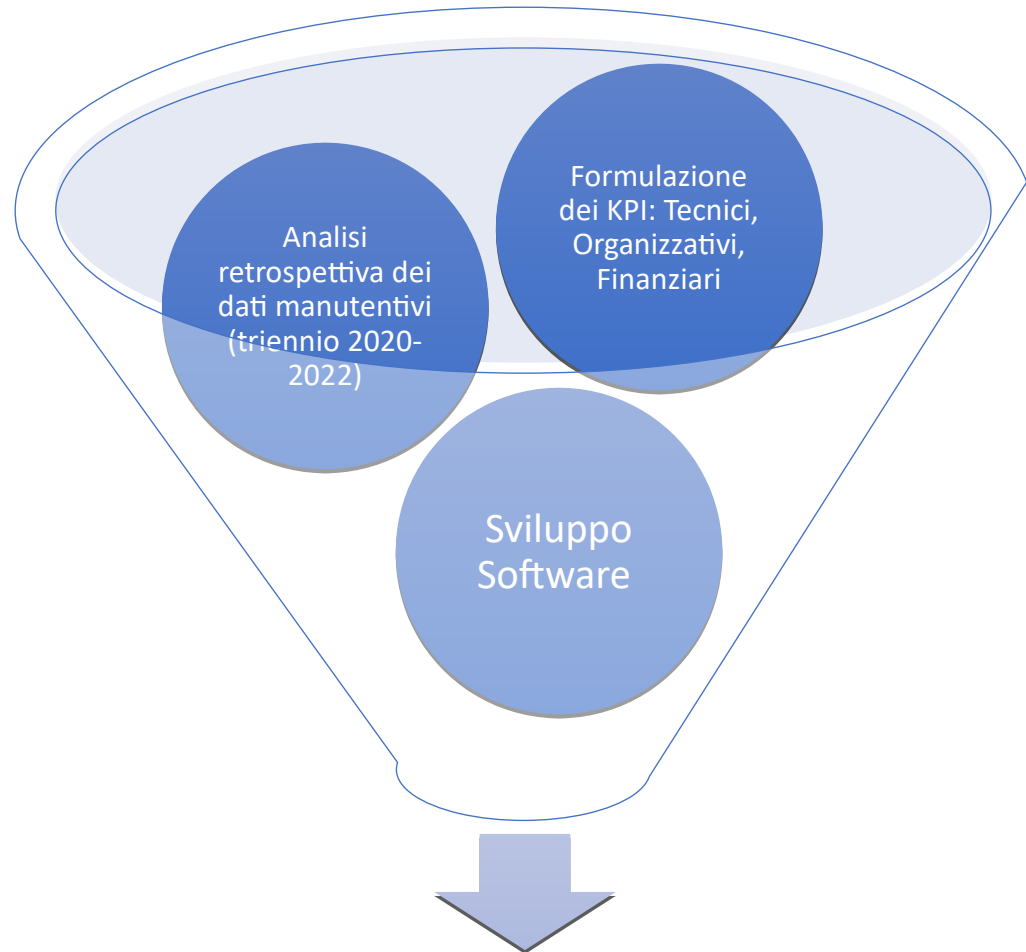 Formulazione
dei KPI: Tecnici,
Organizzativi,
Finanziari
Analisi
retrospettiva dei
dati manutentivi
(triennio 2020-
2022)
Sviluppo
Software